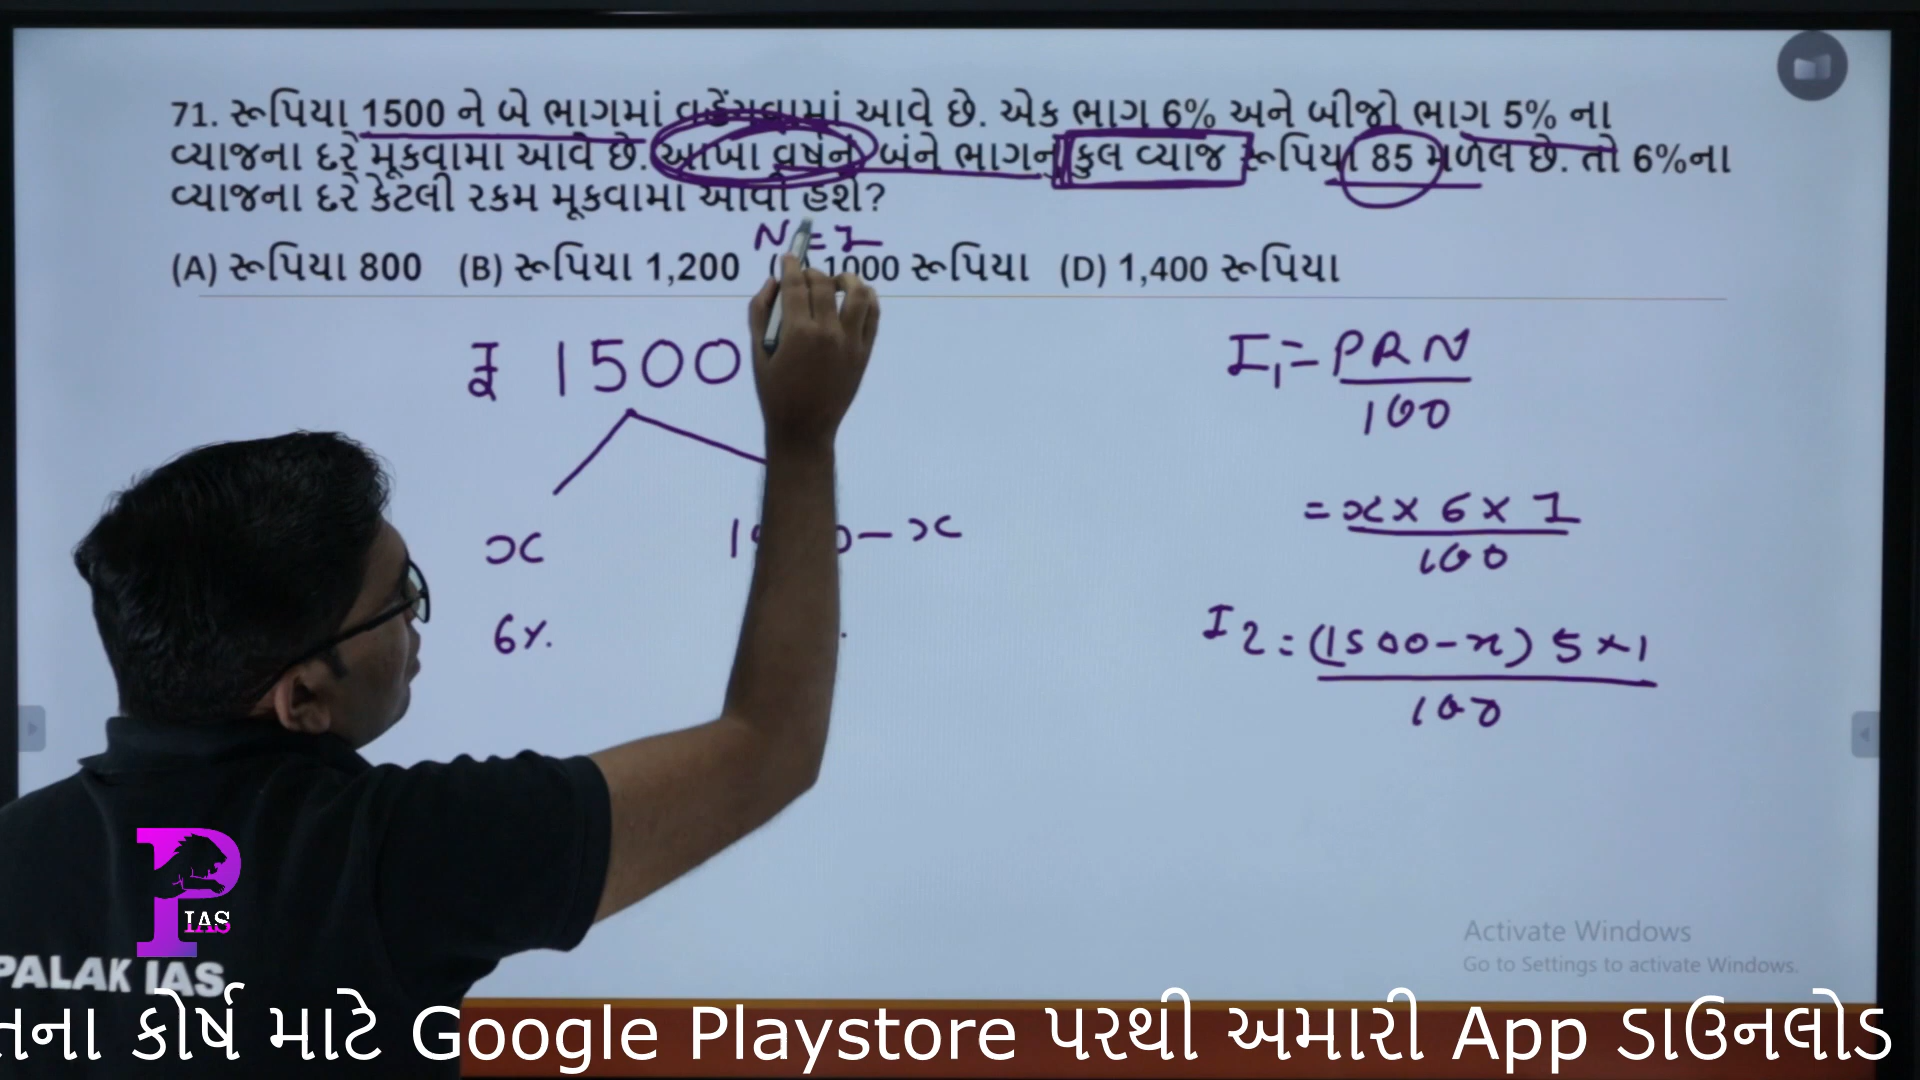 71. રૂપિયા 1500 ને બે ભાગમાં વહેંચવામાં આવે છે. એક ભાગ 6% અને બીજો ભાગ 5% ના
વ્યાજના દરે મૂકવામા આવે છે. આખા વર્ષને બંને ભાગનું કુલ વ્યાજ રૂપિયા 85 મળેલ છે. તો 6%ના
વ્યાજના દરે કેટલી રકમ મૂકવામા આવી હશે?
N=1
(A) રૂપિયા 800 (B) રૂપિયા 1,200 1000 રૂપિયા (D) 1,400 રૂપિયા
₹ 1500
x
- x
6%
I₁ = PRN
100
= x × 6 × 1
100
I 2 = (1500-x) 5 × 1
100
Activate Windows
Go to Settings to activate Windows.
P IAS
PALAK IAS
તના કોર્ષ માટે Google Playstore પરથી અમારી App ડાઉનલોડ